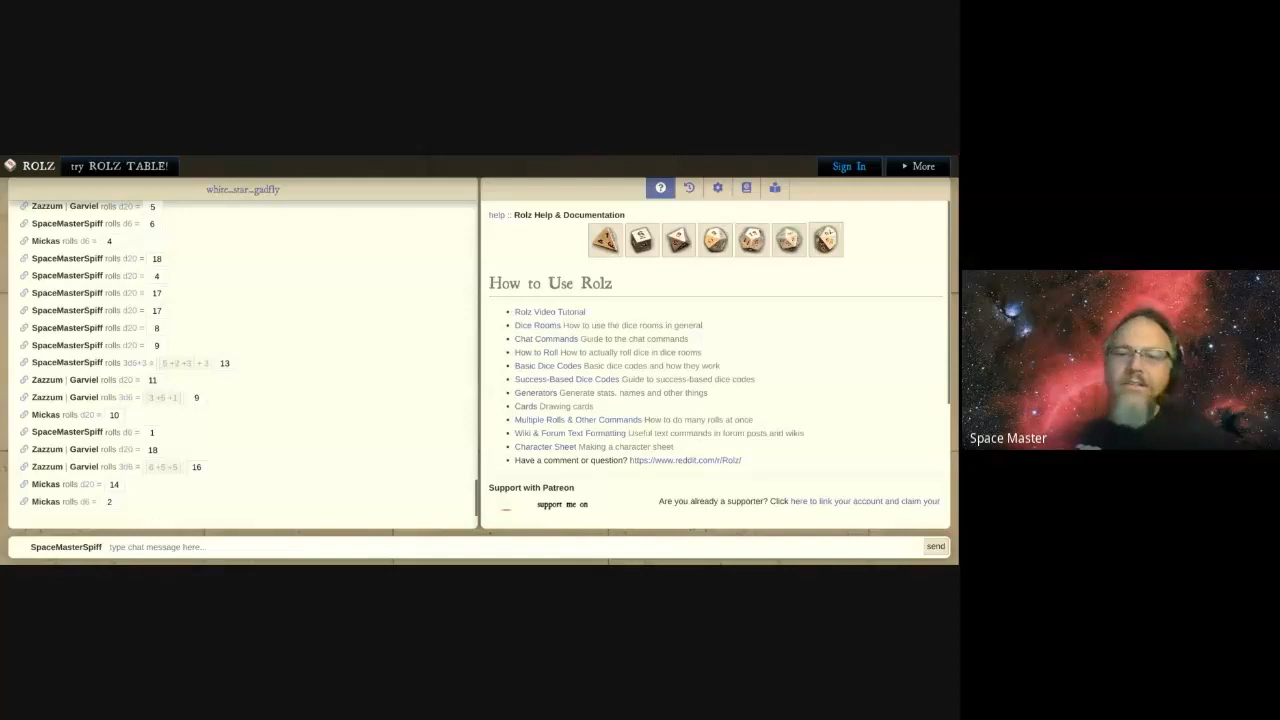 ROLZ
try ROLZ TABLE!
Sign In
More
white_star_gadfly
Zazzum | Garviel rolls d20 = 5
SpaceMasterSpiff rolls d6 = 6
Mickas rolls d6 = 4
SpaceMasterSpiff rolls d20 = 18
SpaceMasterSpiff rolls d20 = 4
SpaceMasterSpiff rolls d20 = 17
SpaceMasterSpiff rolls d20 = 17
SpaceMasterSpiff rolls d20 = 8
SpaceMasterSpiff rolls d20 = 9
SpaceMasterSpiff rolls 3d6+3 = 5 +2 +3 + 3 13
Zazzum | Garviel rolls d20 = 11
Zazzum | Garviel rolls 3d6 = 3 +5 +1 9
Mickas rolls d20 = 10
SpaceMasterSpiff rolls d6 = 1
Zazzum | Garviel rolls d20 = 18
Zazzum | Garviel rolls 3d6 = 6 +5 +5 16
Mickas rolls d20 = 14
Mickas rolls d6 = 2
SpaceMasterSpiff type chat message here...
send
help :: Rolz Help & Documentation
How to Use Rolz
• Rolz Video Tutorial
• Dice Rooms How to use the dice rooms in general
• Chat Commands Guide to the chat commands
• How to Roll How to actually roll dice in dice rooms
• Basic Dice Codes Basic dice codes and how they work
• Success-Based Dice Codes Guide to success-based dice codes
• Generators Generate stats, names and other things
• Cards Drawing cards
• Multiple Rolls & Other Commands How to do many rolls at once
• Wiki & Forum Text Formatting Useful text commands in forum posts and wikis
• Character Sheet Making a character sheet
• Have a comment or question? https://www.reddit.com/r/Rolz/
Support with Patreon
support me on
Are you already a supporter? Click here to link your account and claim your
Space Master